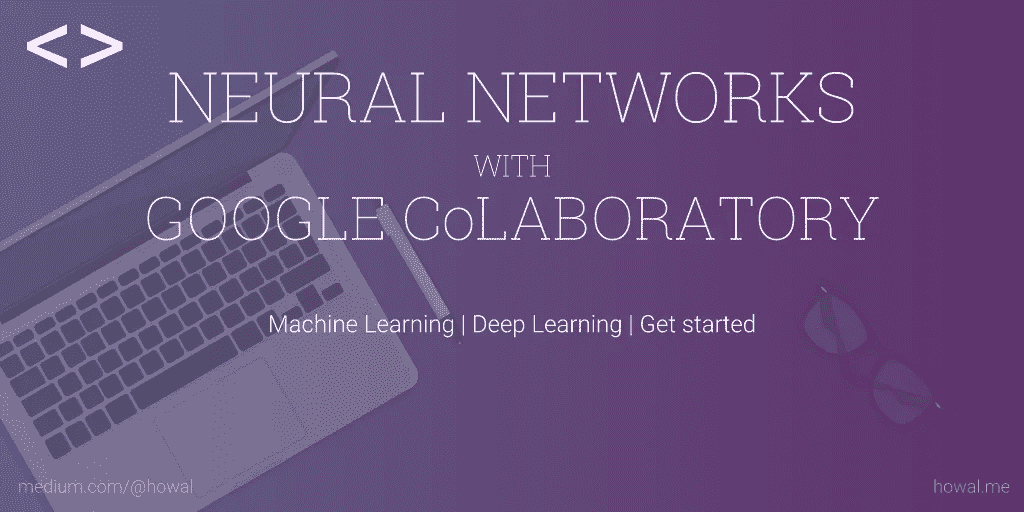 <>
NEURAL NETWORKS
WITH
GOOGLE CoLABORATORY
Machine Learning | Deep Learning | Get started
medium.com/@howal
howal.me